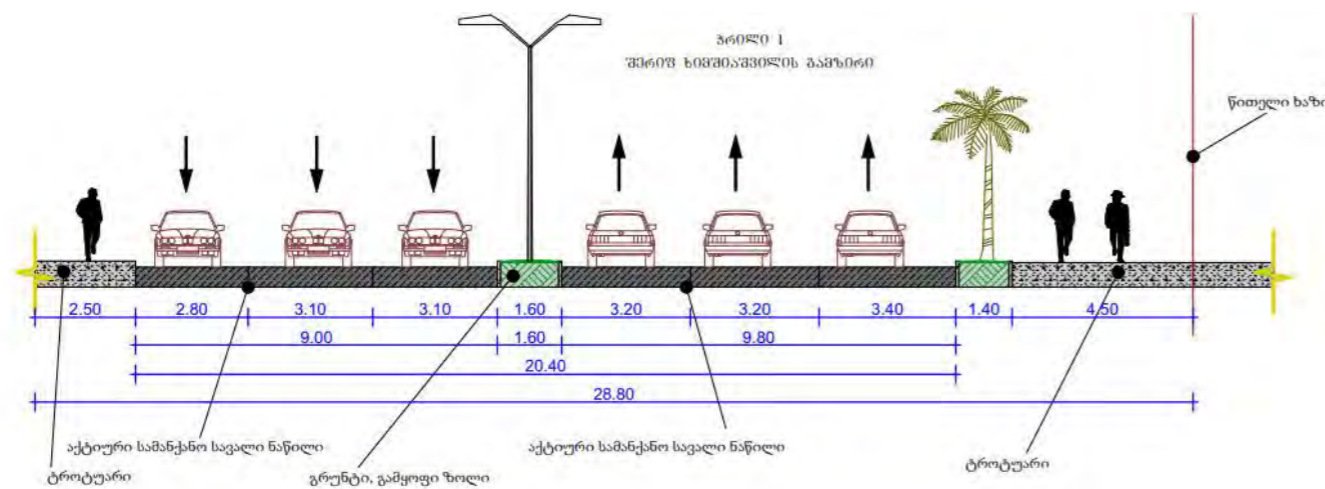 ჭრილი 1
შერიფ ხიმშიაშვილის გამზირი
წითელი ხაზი
2.50 2.80 3.10 3.10 1.60 3.20 3.20 3.40 1.40 4.50
9.00 1.60 9.80
20.40
28.80
აქტიური სამანქანო სავალი ნაწილი
აქტიური სამანქანო სავალი ნაწილი
ტროტუარი
ტროტუარი
გრუნტი, გამყოფი ზოლი